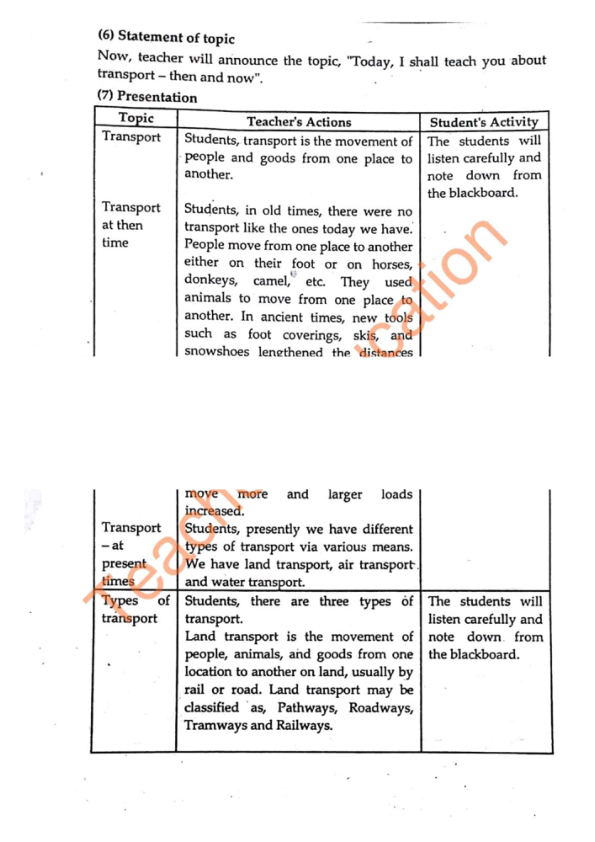 (6) Statement of topic
Now, teacher will announce the topic, "Today, I shall teach you about
transport – then and now".
(7) Presentation
Topic
Teacher's Actions
Student's Activity
Transport
Students, transport is the movement of
people and goods from one place to
another.
The students will
listen carefully and
note down from
the blackboard.
Transport
at then
time
Students, in old times, there were no
transport like the ones today we have.
People move from one place to another
either on their foot or on horses,
donkeys, camel, etc. They used
animals to move from one place to
another. In ancient times, new tools
such as foot coverings, skis, and
snowshoes lengthened the distances
move more and larger loads
increased.
Transport
– at
present
times
Students, presently we have different
types of transport via various means.
We have land transport, air transport
and water transport.
Types of
transport
Students, there are three types of
transport.
Land transport is the movement of
people, animals, and goods from one
location to another on land, usually by
rail or road. Land transport may be
classified as, Pathways, Roadways,
Tramways and Railways.
The students will
listen carefully and
note down from
the blackboard.